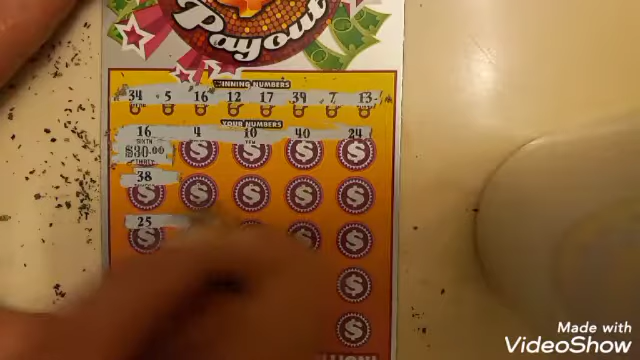 Payout
WINNING NUMBERS
34 5 16 12 17 39 7 13
YOUR NUMBERS
16 4 10 40 24
$30.00
38
25
Made with
VideoShow